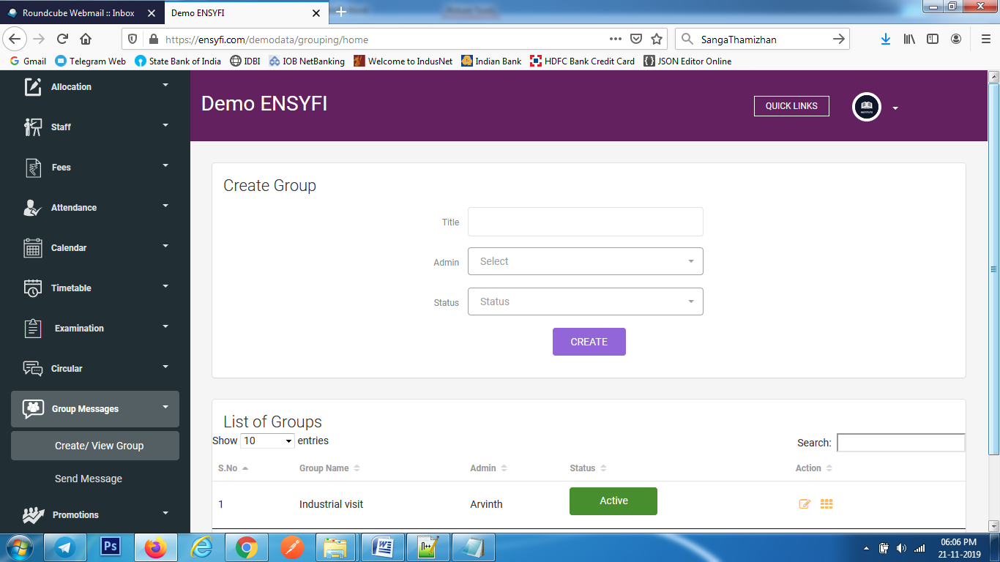 Roundcube Webmail :: Inbox
Demo ENSYFI
https://ensyfi.com/demodata/grouping/home
SangaThamizhan
Gmail
Telegram Web
State Bank of India
IDBI
IOB NetBanking
Welcome to IndusNet
Indian Bank
HDFC Bank Credit Card
JSON Editor Online
Allocation
Staff
Fees
Attendance
Calendar
Timetable
Examination
Circular
Group Messages
Create/ View Group
Send Message
Promotions
Demo ENSYFI
QUICK LINKS
Create Group
Title
Admin Select
Status Status
CREATE
List of Groups
Show 10 entries
Search:
S.No Group Name Admin Status Action
1 Industrial visit Arvinth Active
Ps
06:06 PM
21-11-2019